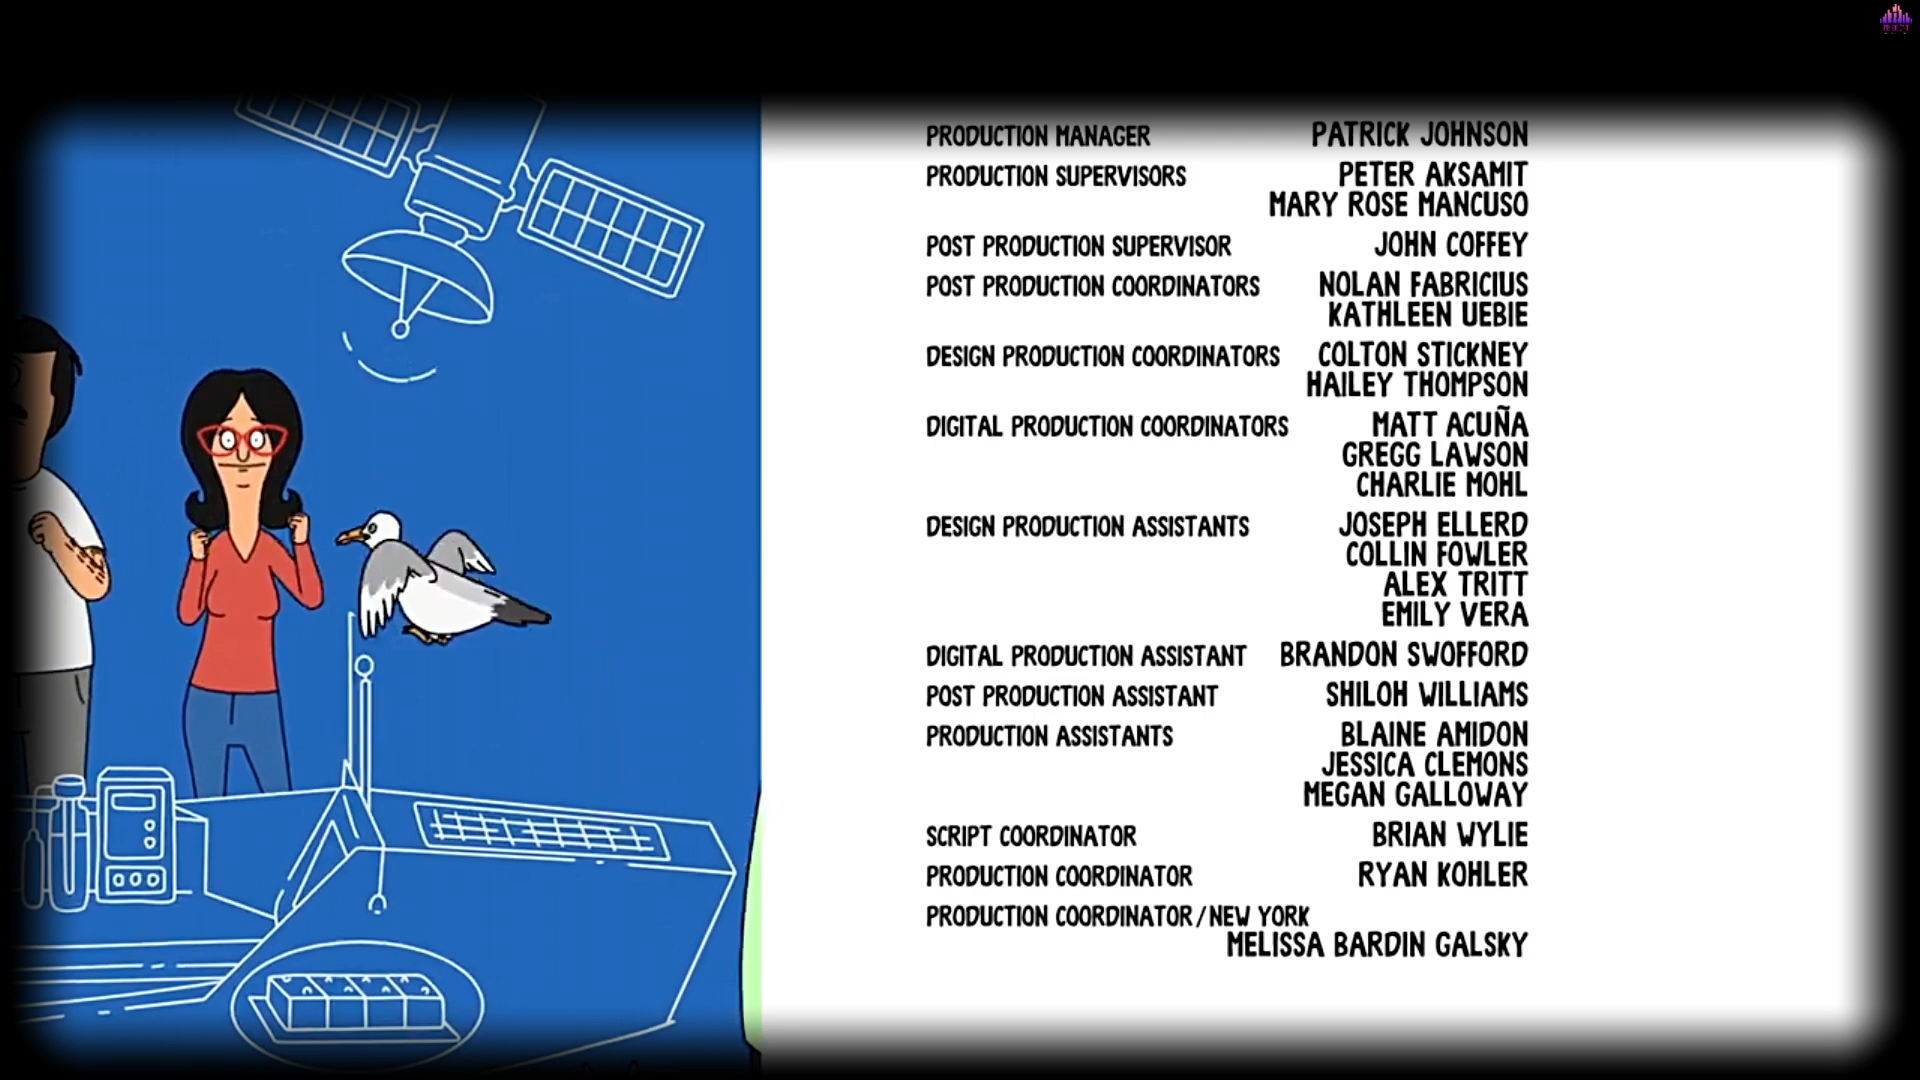 PRODUCTION MANAGER PATRICK JOHNSON
PRODUCTION SUPERVISORS PETER AKSAMIT
MARY ROSE MANCUSO
POST PRODUCTION SUPERVISOR JOHN COFFEY
POST PRODUCTION COORDINATORS NOLAN FABRICIUS
KATHLEEN UEBIE
DESIGN PRODUCTION COORDINATORS COLTON STICKNEY
HAILEY THOMPSON
DIGITAL PRODUCTION COORDINATORS MATT ACUÑA
GREGG LAWSON
CHARLIE MOHL
DESIGN PRODUCTION ASSISTANTS JOSEPH ELLERD
COLLIN FOWLER
ALEX TRITT
EMILY VERA
DIGITAL PRODUCTION ASSISTANT BRANDON SWOFFORD
POST PRODUCTION ASSISTANT SHILOH WILLIAMS
PRODUCTION ASSISTANTS BLAINE AMIDON
JESSICA CLEMONS
MEGAN GALLOWAY
SCRIPT COORDINATOR BRIAN WYLIE
PRODUCTION COORDINATOR RYAN KOHLER
PRODUCTION COORDINATOR/NEW YORK
MELISSA BARDIN GALSKY